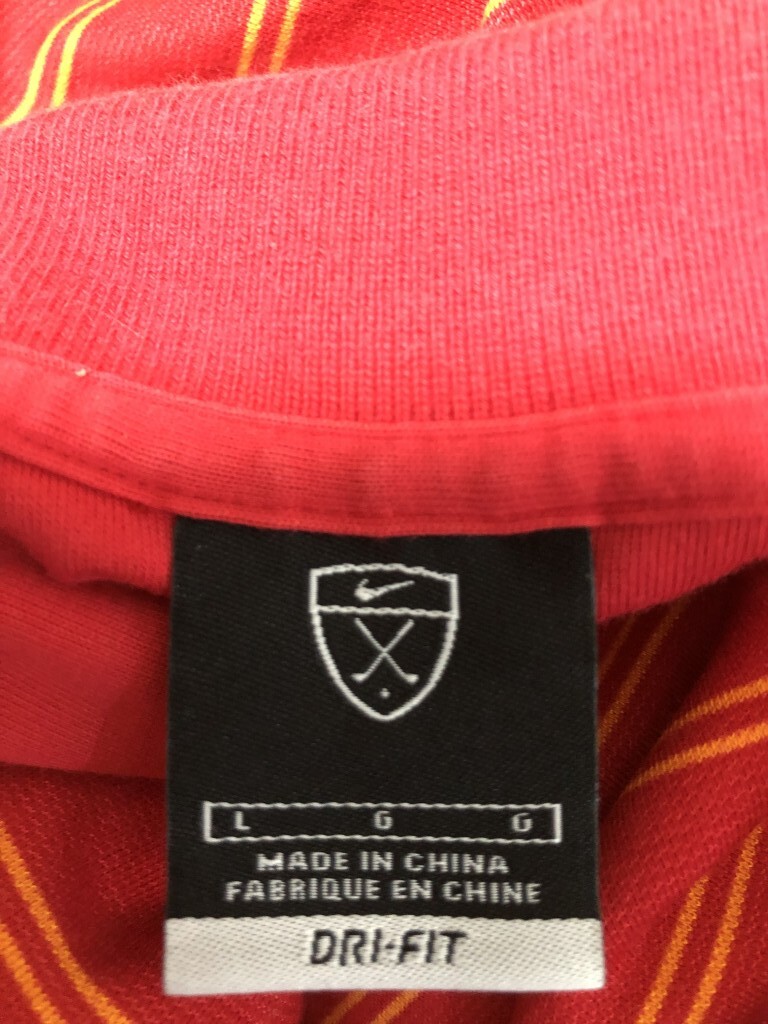 L G G
MADE IN CHINA
FABRIQUE EN CHINE
DRI-FIT